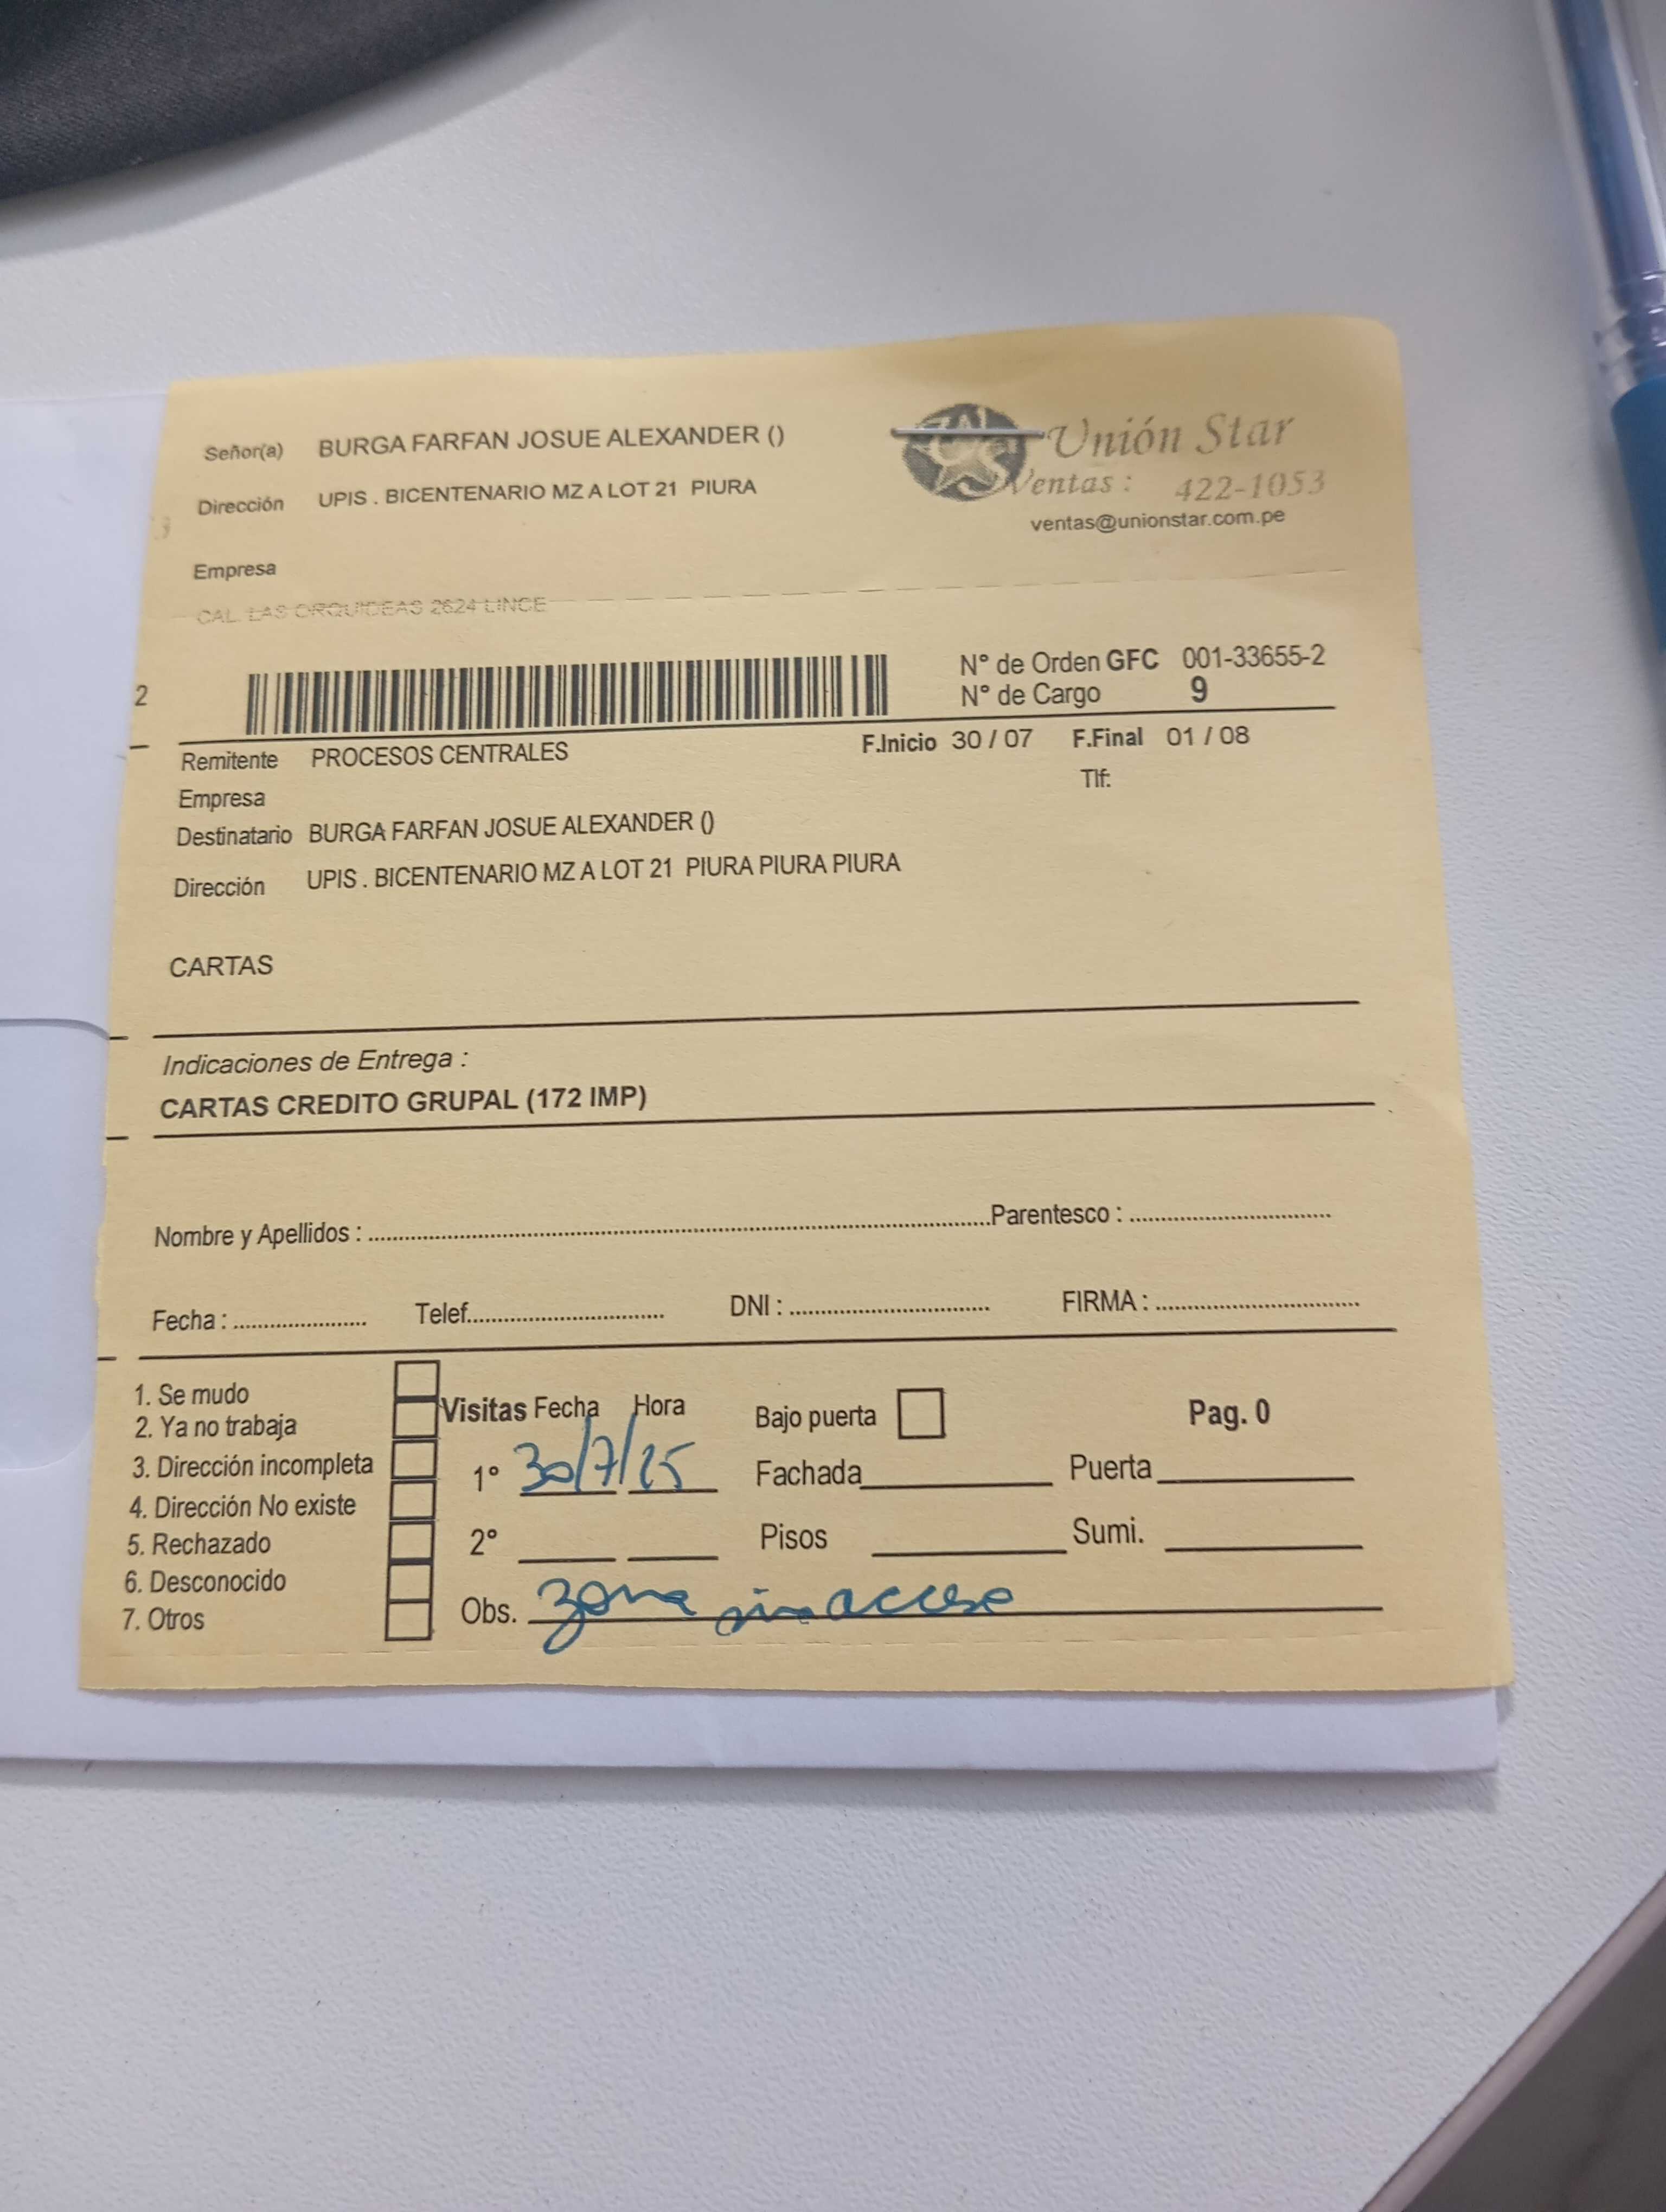 Señor(a) BURGA FARFAN JOSUE ALEXANDER ()
Unión Star
Dirección UPIS . BICENTENARIO MZ A LOT 21 PIURA
Ventas : 422-1053
ventas@unionstar.com.pe
Empresa
CAL. LAS ORQUIDEAS 2624 LINCE
N° de Orden GFC 001-33655-2
2
N° de Cargo 9
Remitente PROCESOS CENTRALES F.Inicio 30 / 07 F.Final 01 / 08
Empresa Tlf:
Destinatario BURGA FARFAN JOSUE ALEXANDER ()
Dirección UPIS . BICENTENARIO MZ A LOT 21 PIURA PIURA PIURA
CARTAS
Indicaciones de Entrega :
CARTAS CREDITO GRUPAL (172 IMP)
Nombre y Apellidos : Parentesco :
Fecha : Telef. DNI : FIRMA :
1. Se mudo
2. Ya no trabaja
3. Dirección incompleta
4. Dirección No existe
5. Rechazado
6. Desconocido
7. Otros
Visitas Fecha Hora Bajo puerta Pag. 0
1° 30/7/25 Fachada Puerta
2° Pisos Sumi.
Obs. zona sin acceso